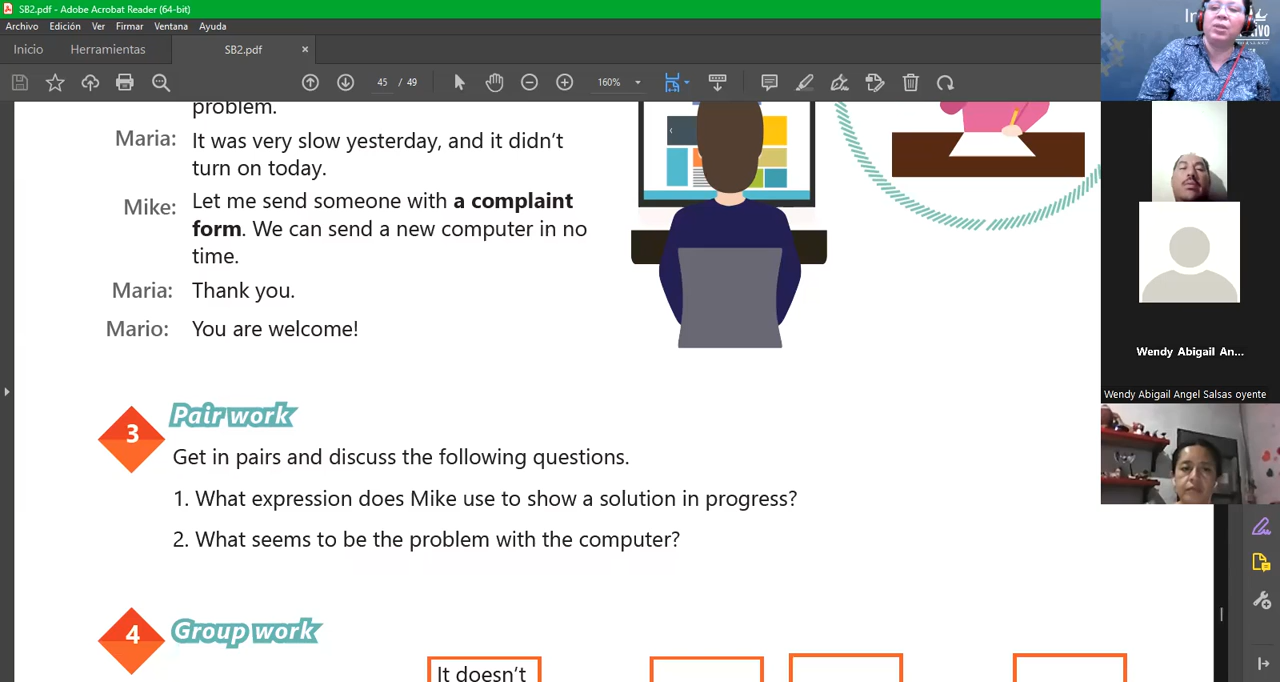 SB2.pdf - Adobe Acrobat Reader (64-bit)
Archivo Edición Ver Firmar Ventana Ayuda
Inicio Herramientas SB2.pdf ×
45 / 49 160%
problem.
Maria: It was very slow yesterday, and it didn't
turn on today.
Mike: Let me send someone with a complaint
form. We can send a new computer in no
time.
Maria: Thank you.
Mario: You are welcome!
3 Pair work
Get in pairs and discuss the following questions.
1. What expression does Mike use to show a solution in progress?
2. What seems to be the problem with the computer?
4 Group work
It doesn't
Wendy Abigail An...
Wendy Abigail Angel Salsas oyente